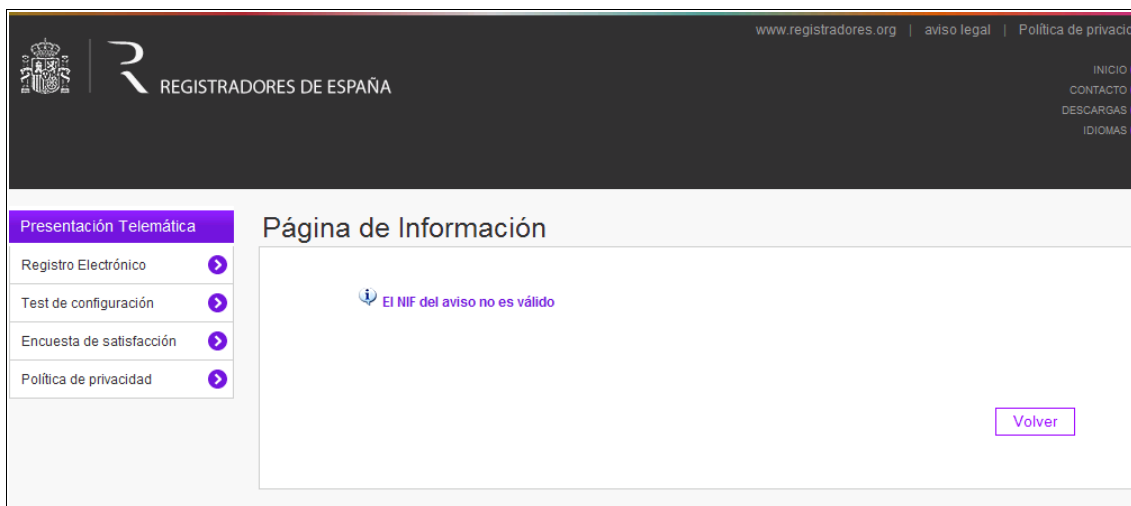 www.registradores.org | aviso legal | Política de privacid
REGISTRADORES DE ESPAÑA
INICIO
CONTACTO
DESCARGAS
IDIOMAS
Presentación Telemática
Registro Electrónico
Test de configuración
Encuesta de satisfacción
Política de privacidad
Página de Información
El NIF del aviso no es válido
Volver